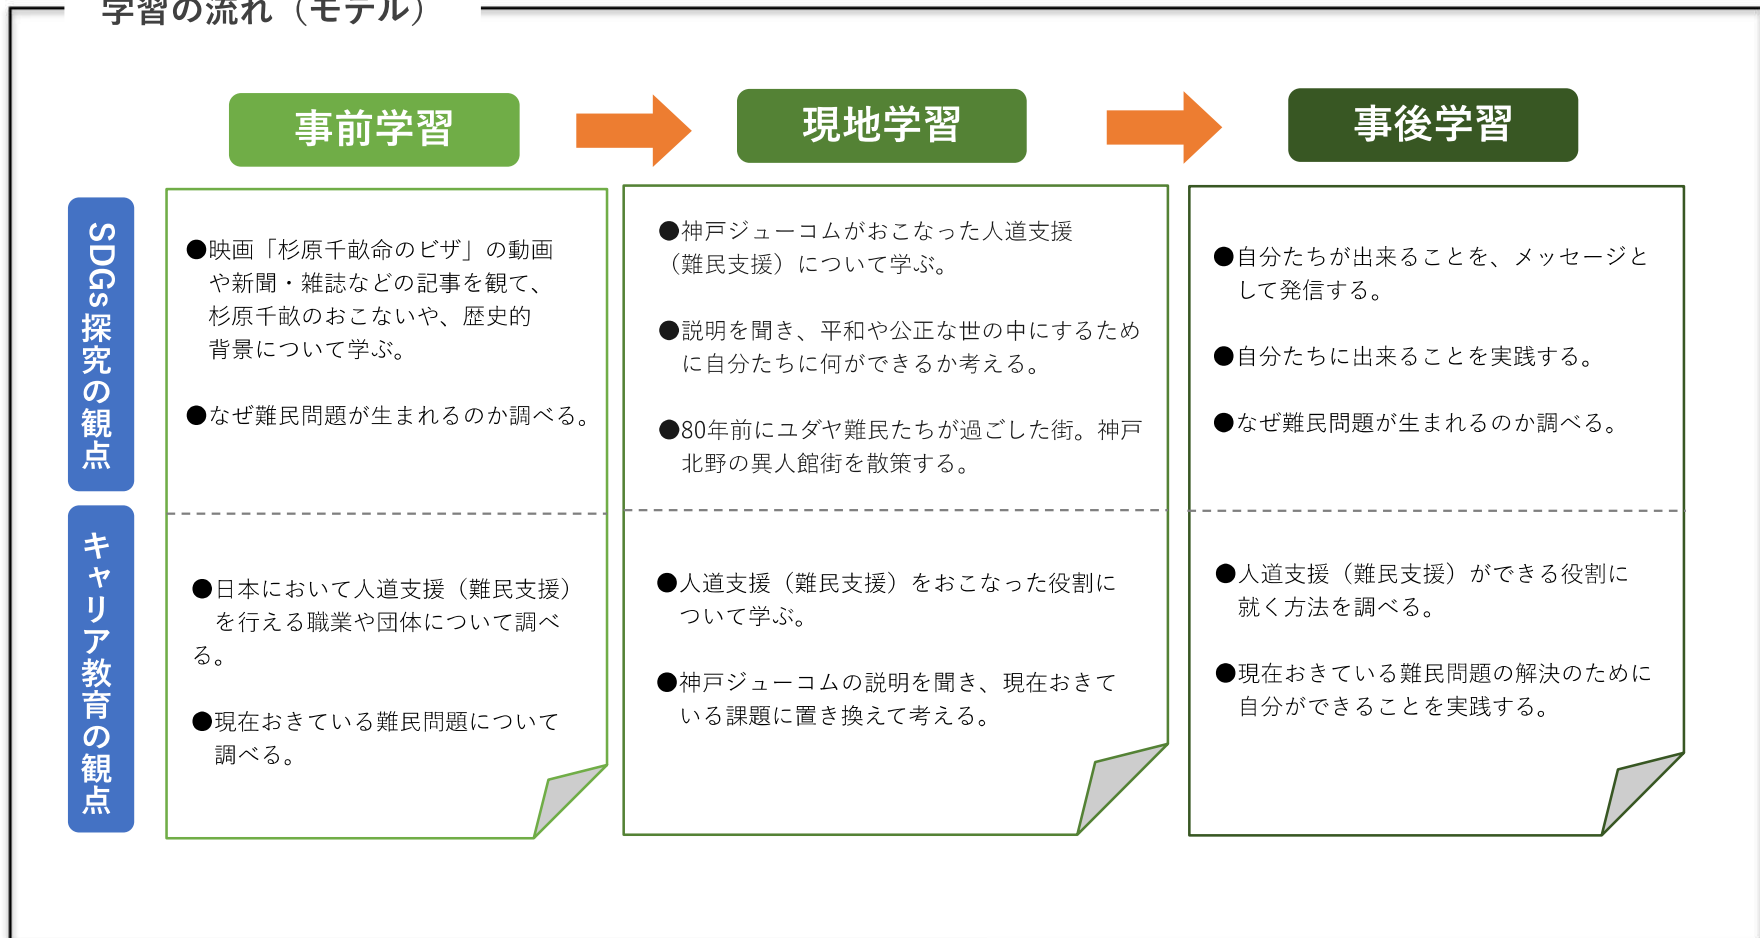 学習の流れ（モデル）
事前学習
現地学習
事後学習
SDGs探究の観点
●映画「杉原千畝命のビザ」の動画
や新聞・雑誌などの記事を観て、
杉原千畝のおこないや、歴史的
背景について学ぶ。
●なぜ難民問題が生まれるのか調べる。
●神戸ジューコムがおこなった人道支援
（難民支援）について学ぶ。
●説明を聞き、平和や公正な世の中にするため
に自分たちに何ができるか考える。
●80年前にユダヤ難民たちが過ごした街。神戸
北野の異人館街を散策する。
●自分たちが出来ることを、メッセージと
して発信する。
●自分たちに出来ることを実践する。
●なぜ難民問題が生まれるのか調べる。
キャリア教育の観点
●日本において人道支援（難民支援）
を行える職業や団体について調べ
る。
●現在おきている難民問題について
調べる。
●人道支援（難民支援）をおこなった役割に
ついて学ぶ。
●神戸ジューコムの説明を聞き、現在おきて
いる課題に置き換えて考える。
●人道支援（難民支援）ができる役割に
就く方法を調べる。
●現在おきている難民問題の解決のために
自分ができることを実践する。